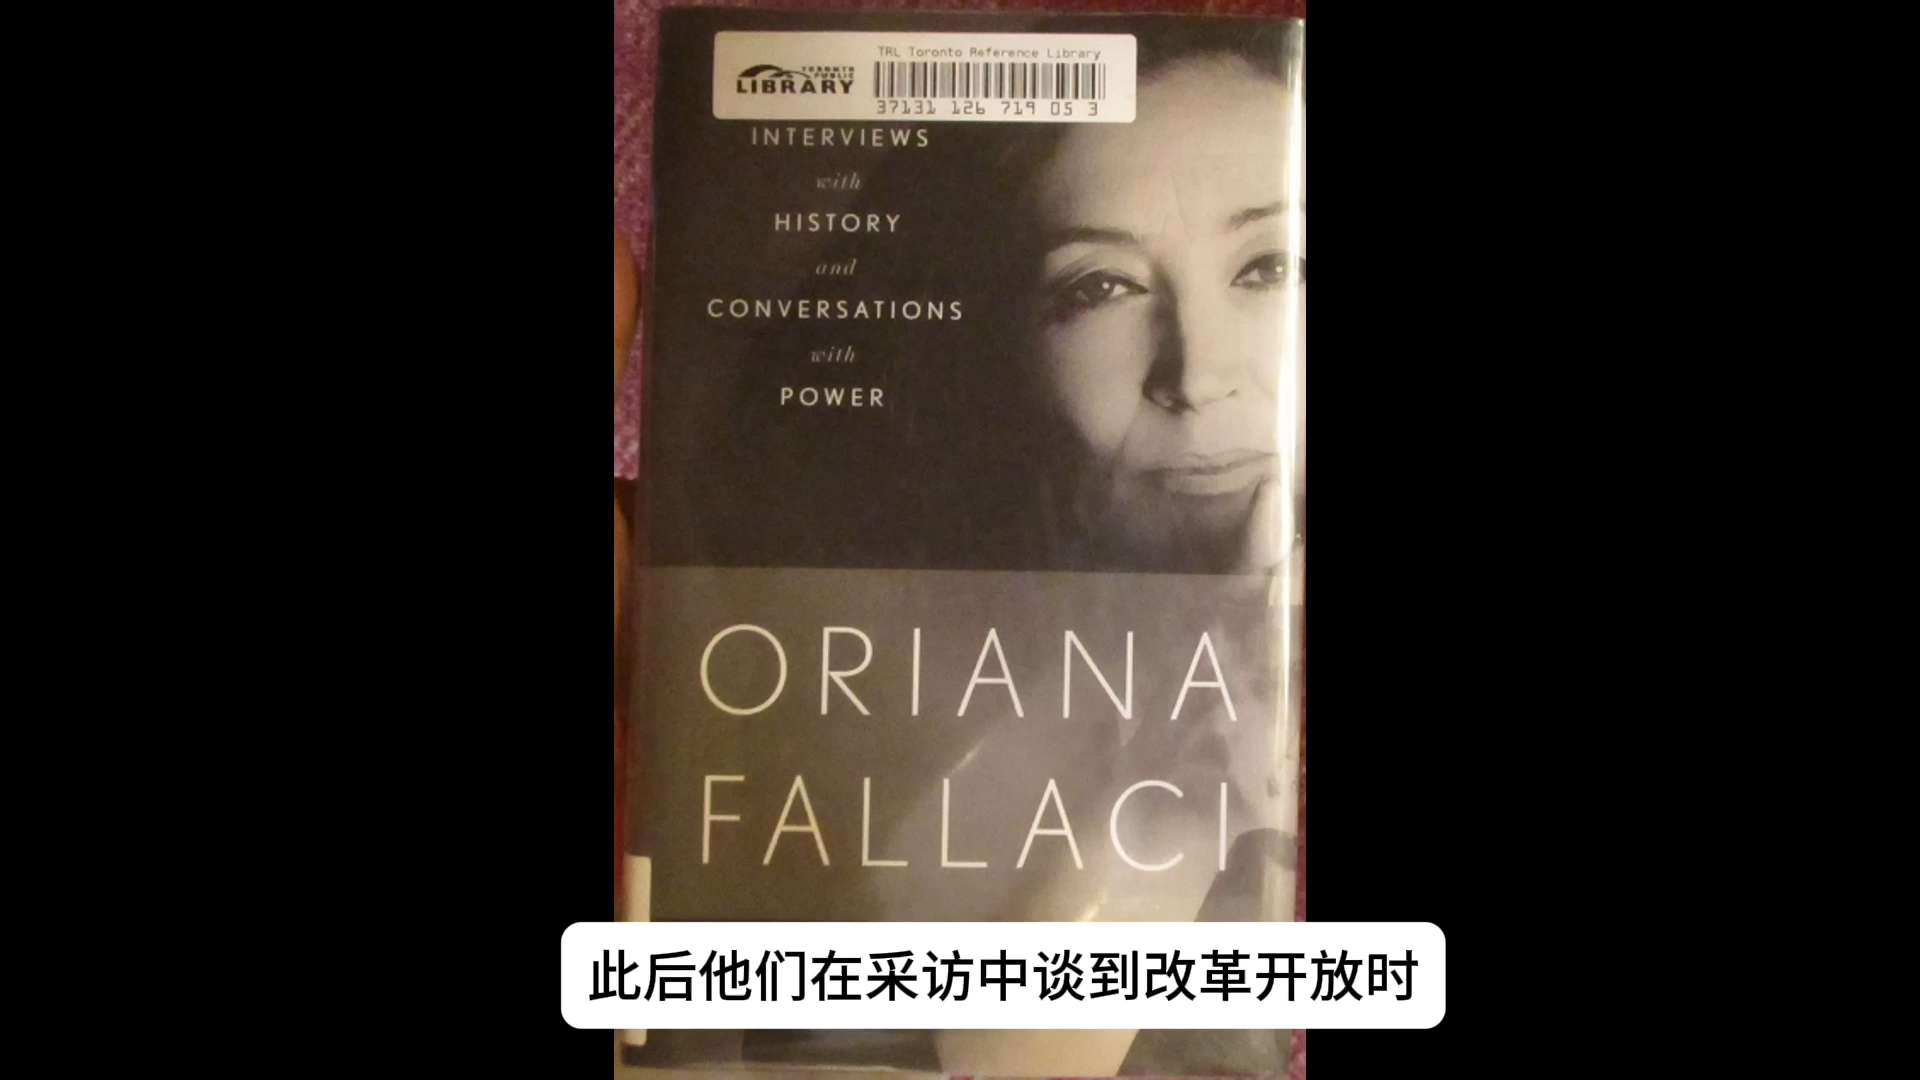 TRL Toronto Reference Library
TORONTO
PUBLIC
LIBRARY
37131 126 719 05 3
INTERVIEWS
with
HISTORY
and
CONVERSATIONS
with
POWER
ORIANA
FALLACI
此后他们在采访中谈到改革开放时